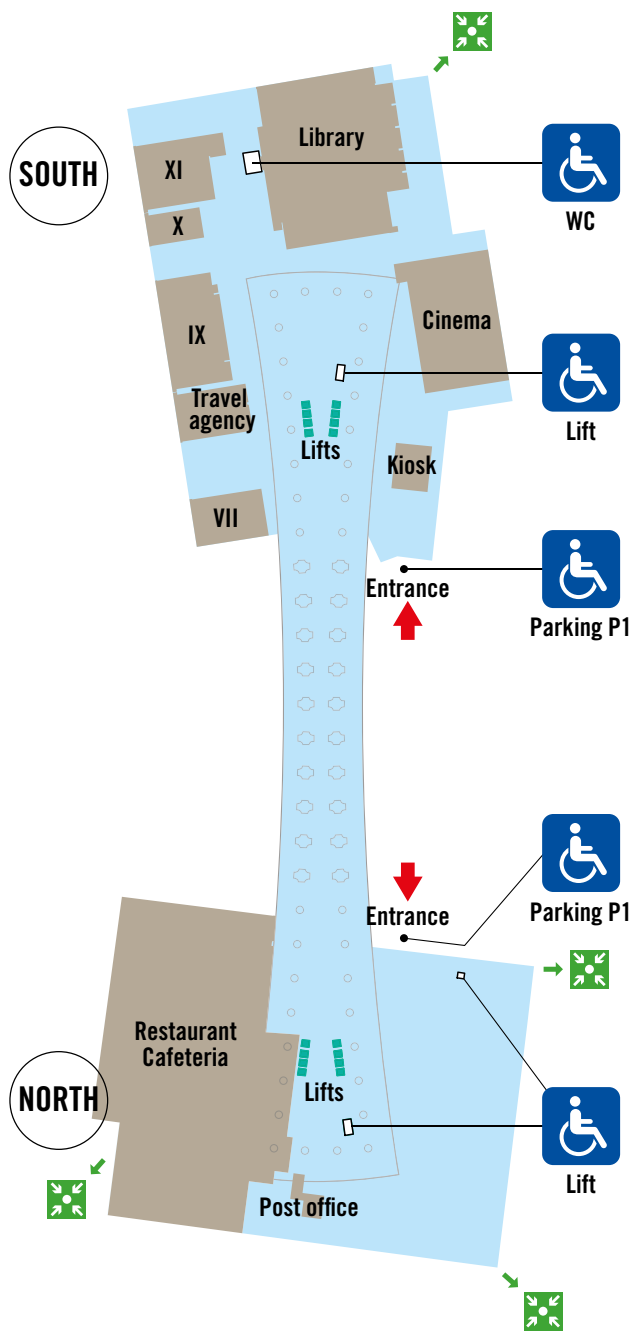 Library
SOUTH
XI
WC
X
Cinema
IX
Lift
Travel
agency
Lifts
Kiosk
VII
Entrance
Parking P1
Entrance
Parking P1
Restaurant
Cafeteria
NORTH
Lifts
Lift
Post office